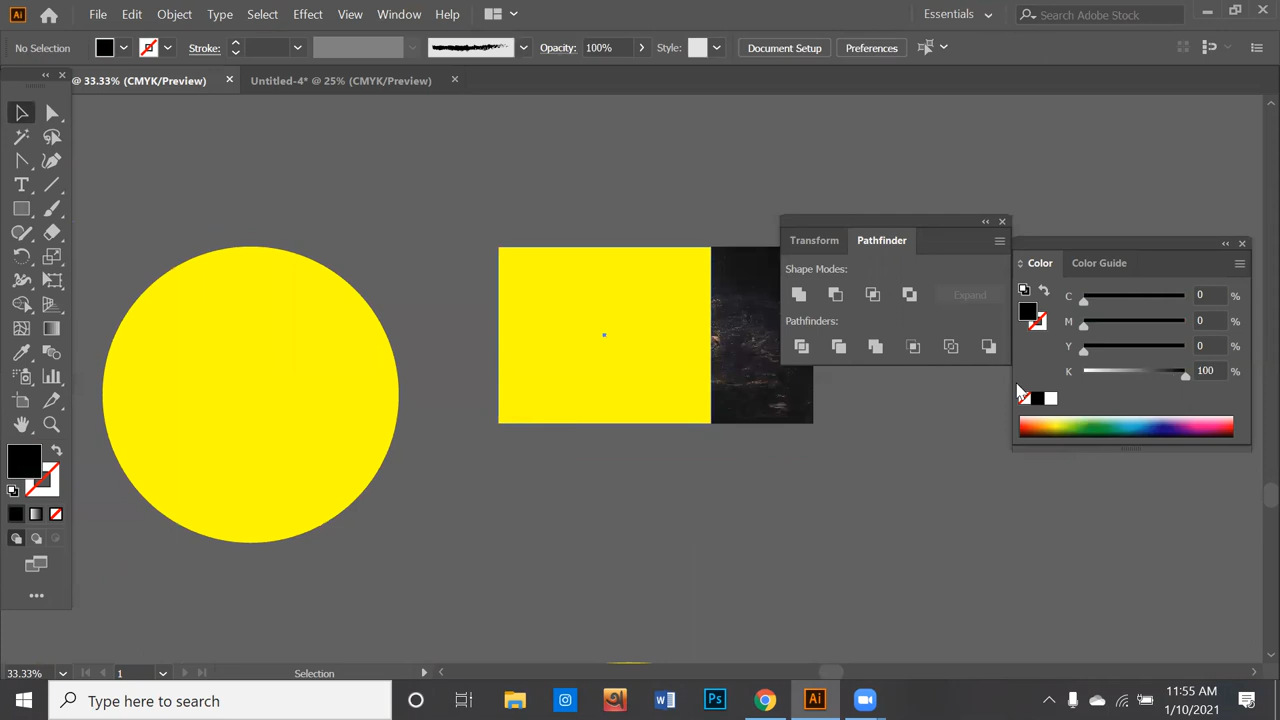 Ai File Edit Object Type Select Effect View Window Help Essentials Search Adobe Stock
No Selection Stroke: Opacity: 100% Style: Document Setup Preferences
@ 33.33% (CMYK/Preview) Untitled-4* @ 25% (CMYK/Preview)
Transform Pathfinder
Shape Modes:
Expand
Pathfinders:
Color Color Guide
C 0 %
M 0 %
Y 0 %
K 100 %
33.33% 1 Selection
Type here to search
W Ps Ai
11:55 AM
1/10/2021